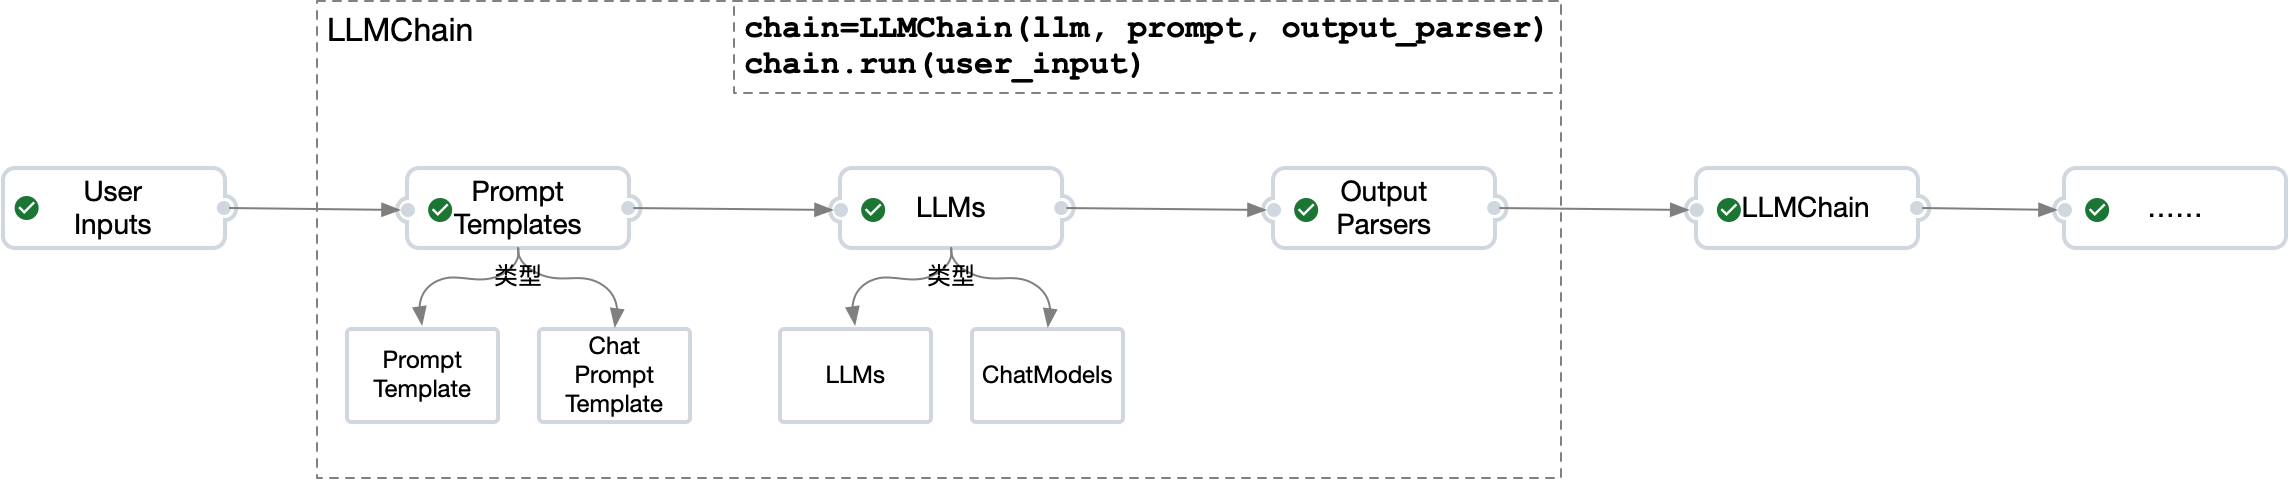 LLMChain
chain=LLMChain(llm, prompt, output_parser)
chain.run(user_input)
User
Inputs
Prompt
Templates
LLMs
Output
Parsers
LLMChain
......
类型
类型
Prompt
Template
Chat
Prompt
Template
LLMs
ChatModels